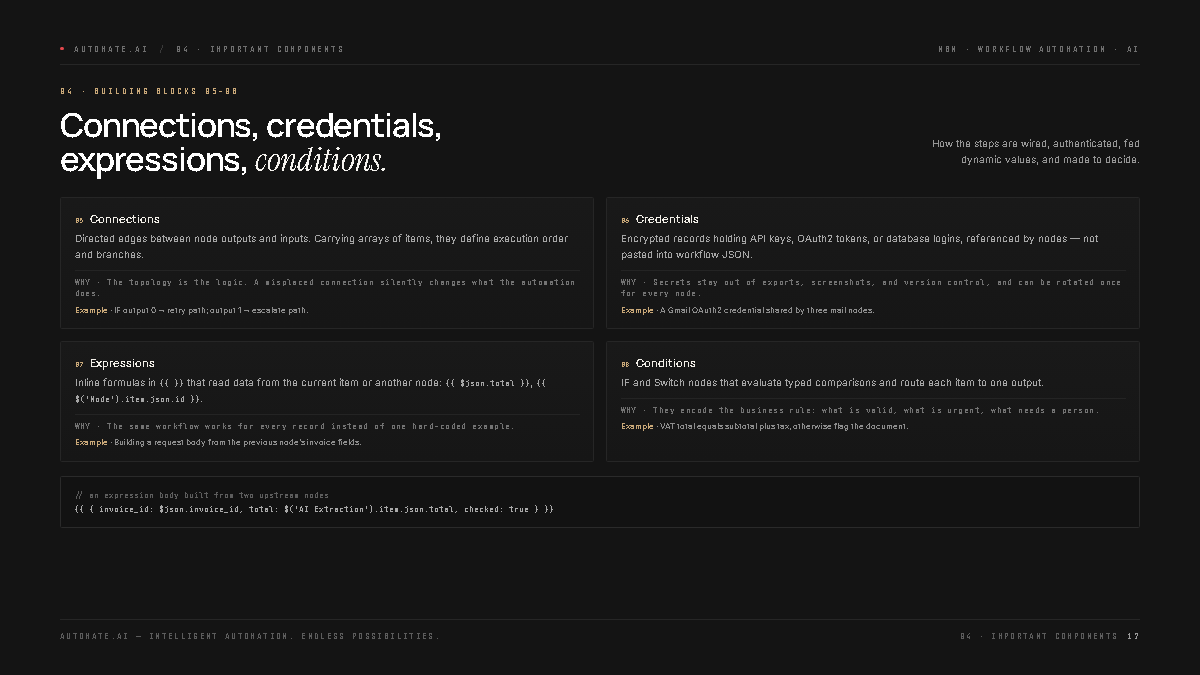 AUTOMATE.AI / 04 · IMPORTANT COMPONENTS
N8N · WORKFLOW AUTOMATION · AI
04 · BUILDING BLOCKS 05–08
Connections, credentials,
expressions, conditions.
How the steps are wired, authenticated, fed
dynamic values, and made to decide.
05 Connections
Directed edges between node outputs and inputs. Carrying arrays of items, they define execution order
and branches.
WHY · The topology is the logic. A misplaced connection silently changes what the automation
does.
Example · IF output 0 → retry path; output 1 → escalate path.
06 Credentials
Encrypted records holding API keys, OAuth2 tokens, or database logins, referenced by nodes — not
pasted into workflow JSON.
WHY · Secrets stay out of exports, screenshots, and version control, and can be rotated once
for every node.
Example · A Gmail OAuth2 credential shared by three mail nodes.
07 Expressions
Inline formulas in {{ }} that read data from the current item or another node: {{ $json.total }}, {{
$('Node').item.json.id }}.
WHY · The same workflow works for every record instead of one hard-coded example.
Example · Building a request body from the previous node's invoice fields.
08 Conditions
IF and Switch nodes that evaluate typed comparisons and route each item to one output.
WHY · They encode the business rule: what is valid, what is urgent, what needs a person.
Example · VAT total equals subtotal plus tax, otherwise flag the document.
// an expression body built from two upstream nodes
{{ { invoice_id: $json.invoice_id, total: $('AI Extraction').item.json.total, checked: true } }}
AUTOMATE.AI — INTELLIGENT AUTOMATION. ENDLESS POSSIBILITIES.
04 · IMPORTANT COMPONENTS 17